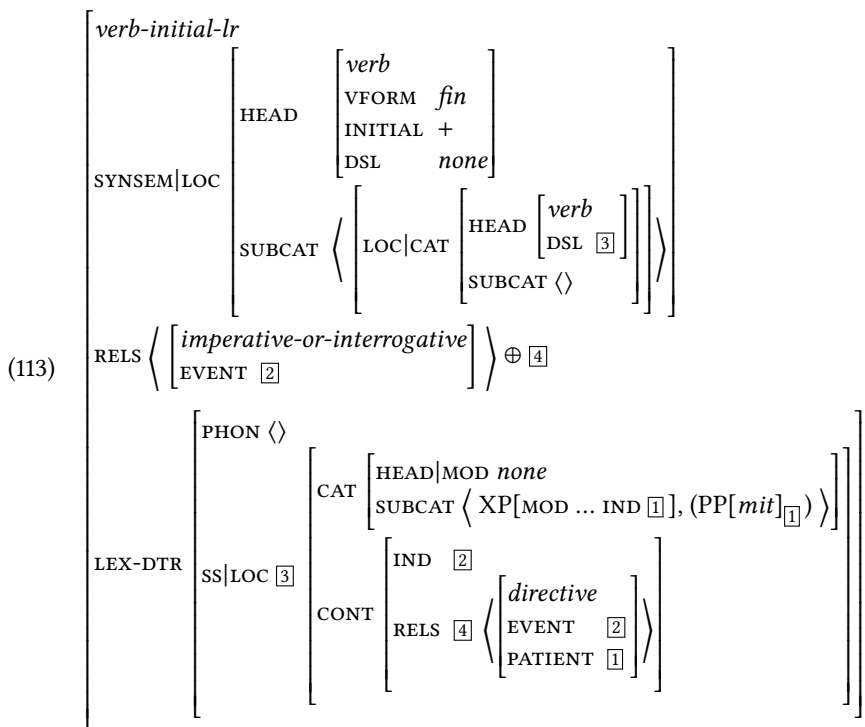 verb-initial-lr
SYNSEM|LOC
HEAD
verb
VFORM fin
INITIAL +
DSL none
SUBCAT ⟨ LOC|CAT
HEAD
verb
DSL 3
SUBCAT ⟨⟩ ⟩
(113)
RELS ⟨
imperative-or-interrogative
EVENT 2
⟩ ⊕ 4
LEX-DTR
PHON ⟨⟩
SS|LOC 3
CAT
HEAD|MOD none
SUBCAT ⟨ XP[MOD ... IND 1], (PP[mit]1) ⟩
CONT
IND 2
RELS 4 ⟨
directive
EVENT 2
PATIENT 1
⟩